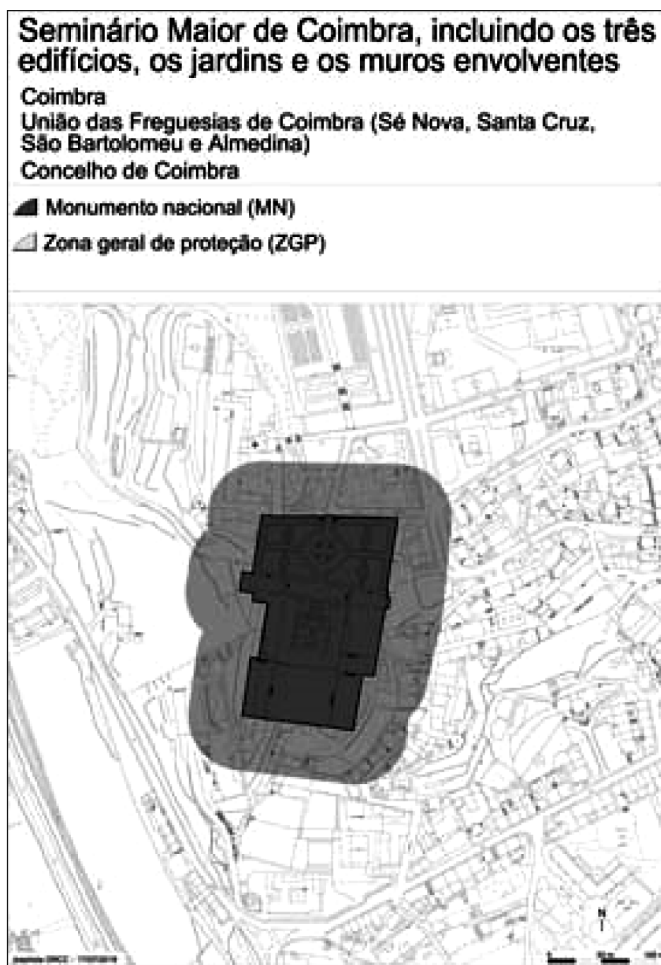 Seminário Maior de Coimbra, incluindo os três
edifícios, os jardins e os muros envolventes
Coimbra
União das Freguesias de Coimbra (Sé Nova, Santa Cruz,
São Bartolomeu e Almedina)
Concelho de Coimbra
Monumento nacional (MN)
Zona geral de proteção (ZGP)
N